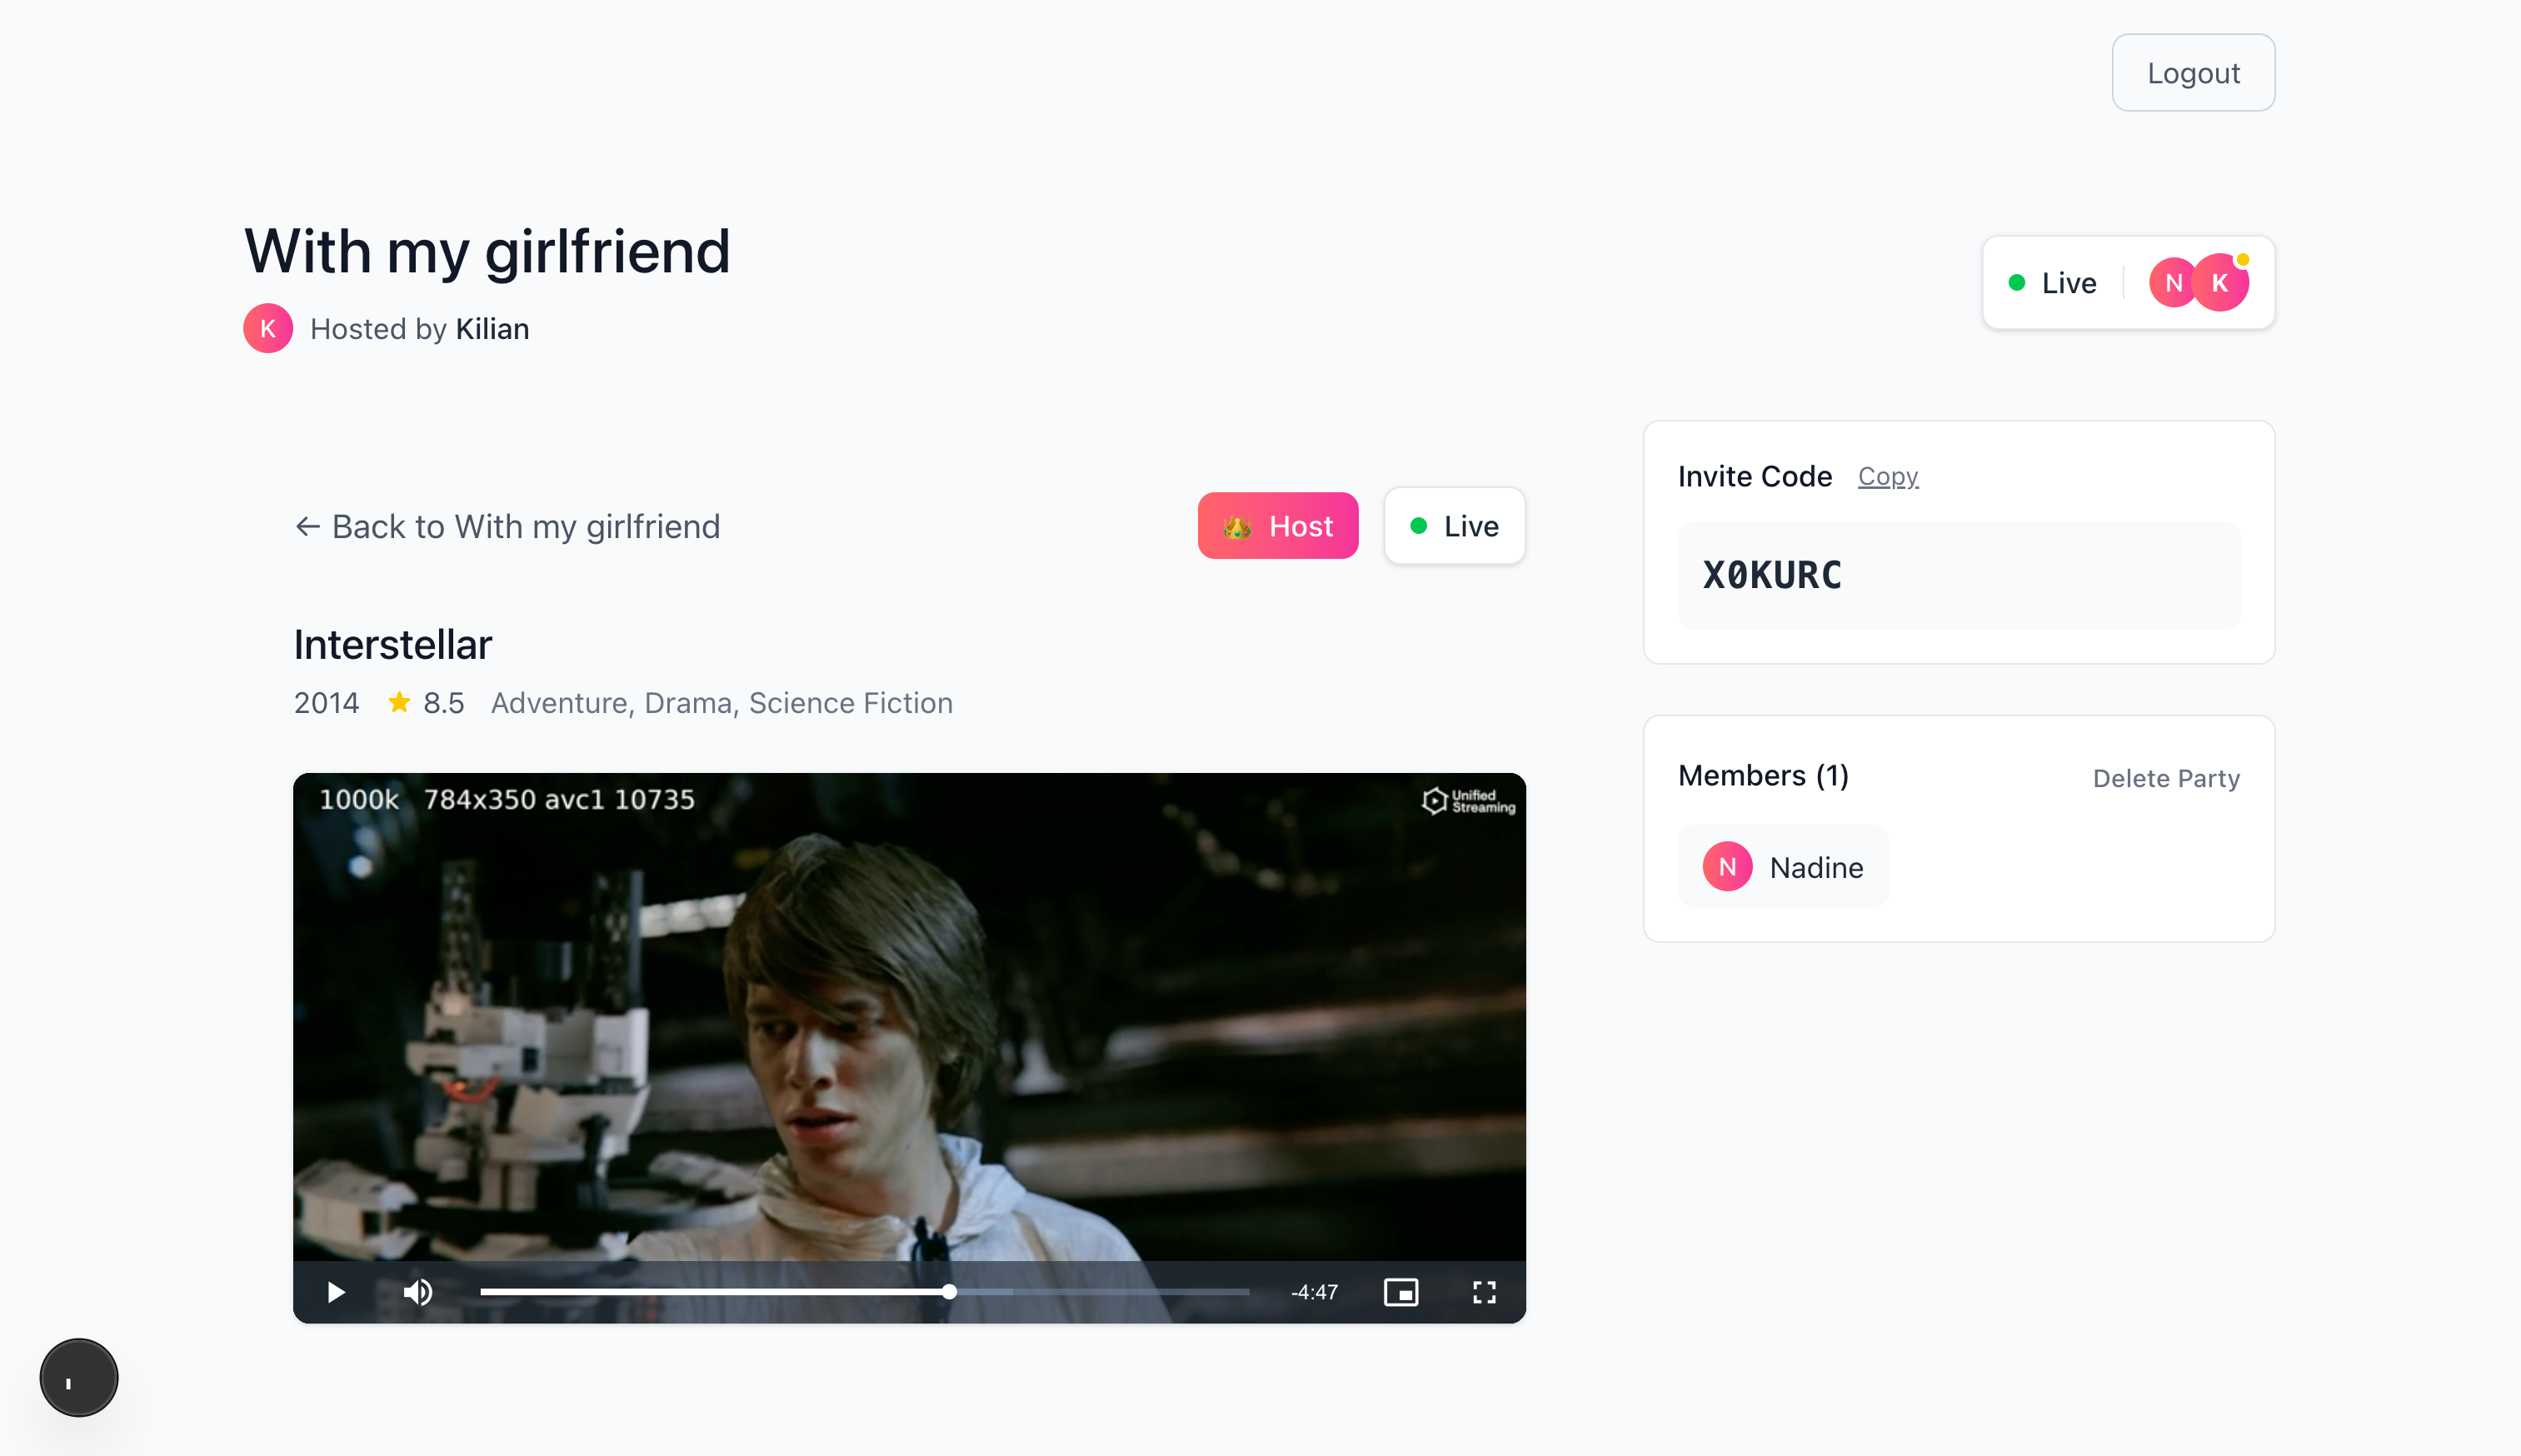 Logout
With my girlfriend
K Hosted by Kilian
Live N K
← Back to With my girlfriend
👑 Host
Live
Interstellar
2014 ★ 8.5 Adventure, Drama, Science Fiction
1000k 784x350 avc1 10735
Unified
Streaming
-4:47
Invite Code Copy
X0KURC
Members (1) Delete Party
N Nadine